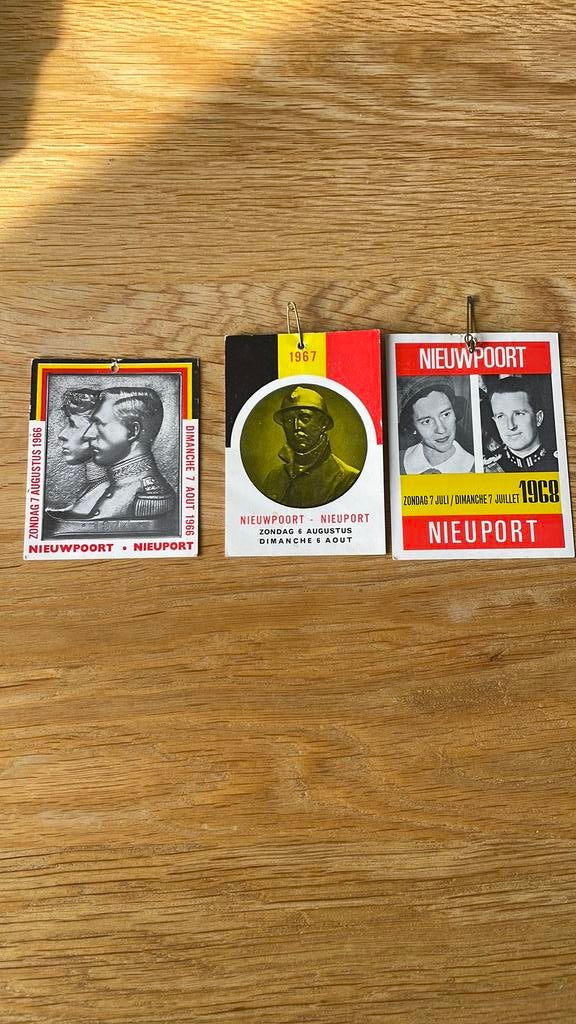 ZONDAG 7 AUGUSTUS 1966
DIMANCHE 7 AOUT 1966
NIEUWPOORT • NIEUPORT
1967
NIEUWPOORT - NIEUPORT
ZONDAG 6 AUGUSTUS
DIMANCHE 6 AOUT
NIEUWPOORT
ZONDAG 7 JULI / DIMANCHE 7 JUILLET 1968
NIEUPORT